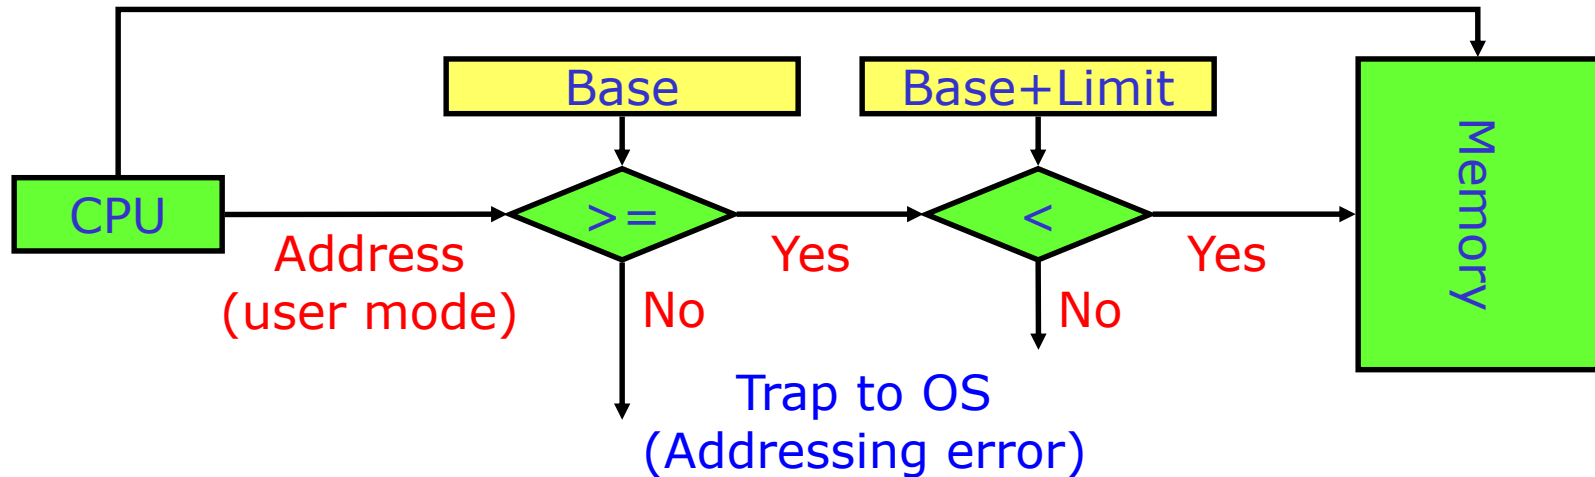 Base
Base+Limit
Memory
CPU
>=
<
Address
(user mode)
Yes
Yes
No
No
Trap to OS
(Addressing error)